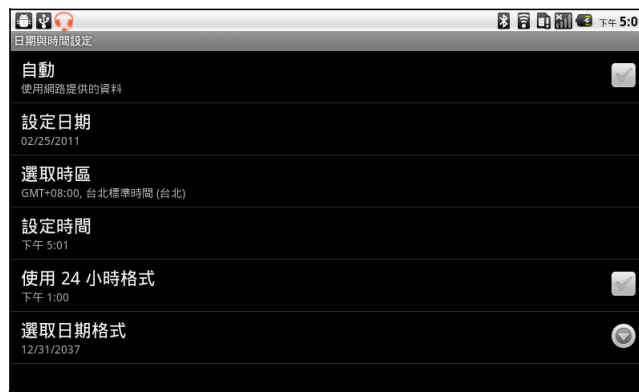 下午 5:0
日期與時間設定
自動
使用網路提供的資料
設定日期
02/25/2011
選取時區
GMT+08:00, 台北標準時間 (台北)
設定時間
下午 5:01
使用 24 小時格式
下午 1:00
選取日期格式
12/31/2037